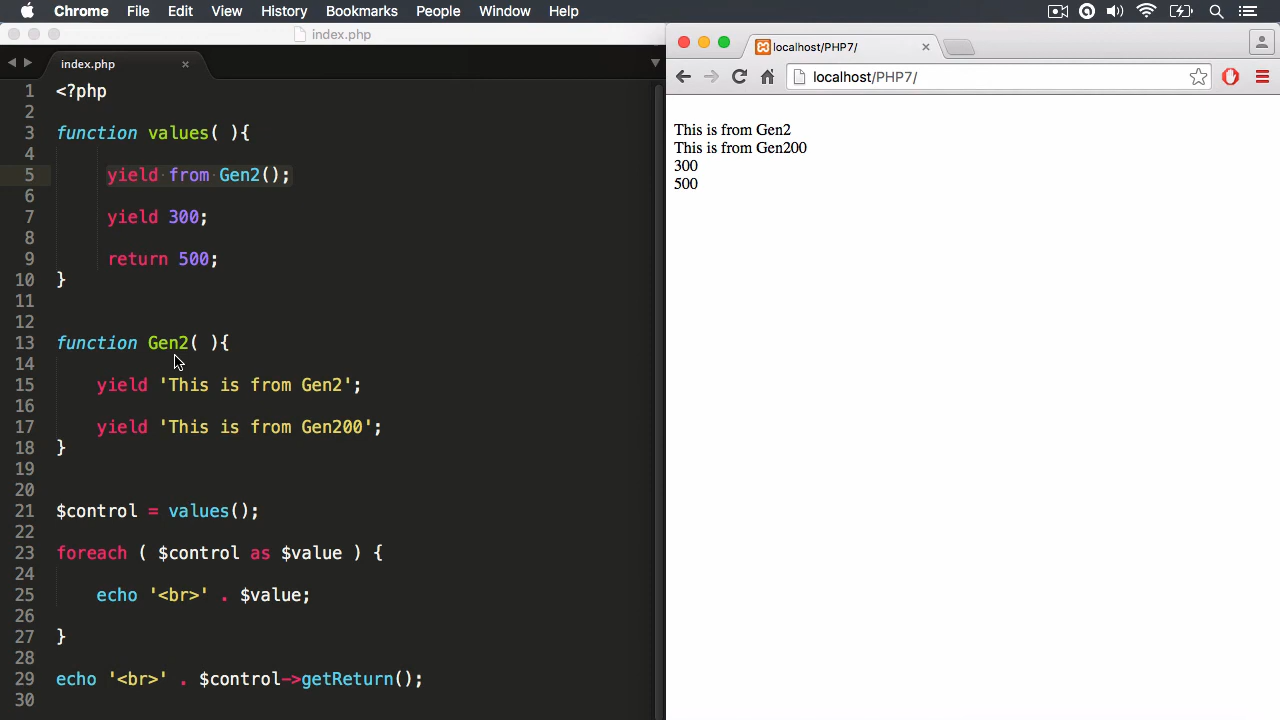 Chrome File Edit View History Bookmarks People Window Help
index.php
index.php
1 <?php
2
3 function values( ){
4
5 yield from Gen2();
6
7 yield 300;
8
9 return 500;
10 }
11
12
13 function Gen2( ){
14
15 yield 'This is from Gen2';
16
17 yield 'This is from Gen200';
18 }
19
20
21 $control = values();
22
23 foreach ( $control as $value ) {
24
25 echo '<br>' . $value;
26
27 }
28
29 echo '<br>' . $control->getReturn();
30
localhost/PHP7/
localhost/PHP7/
This is from Gen2
This is from Gen200
300
500